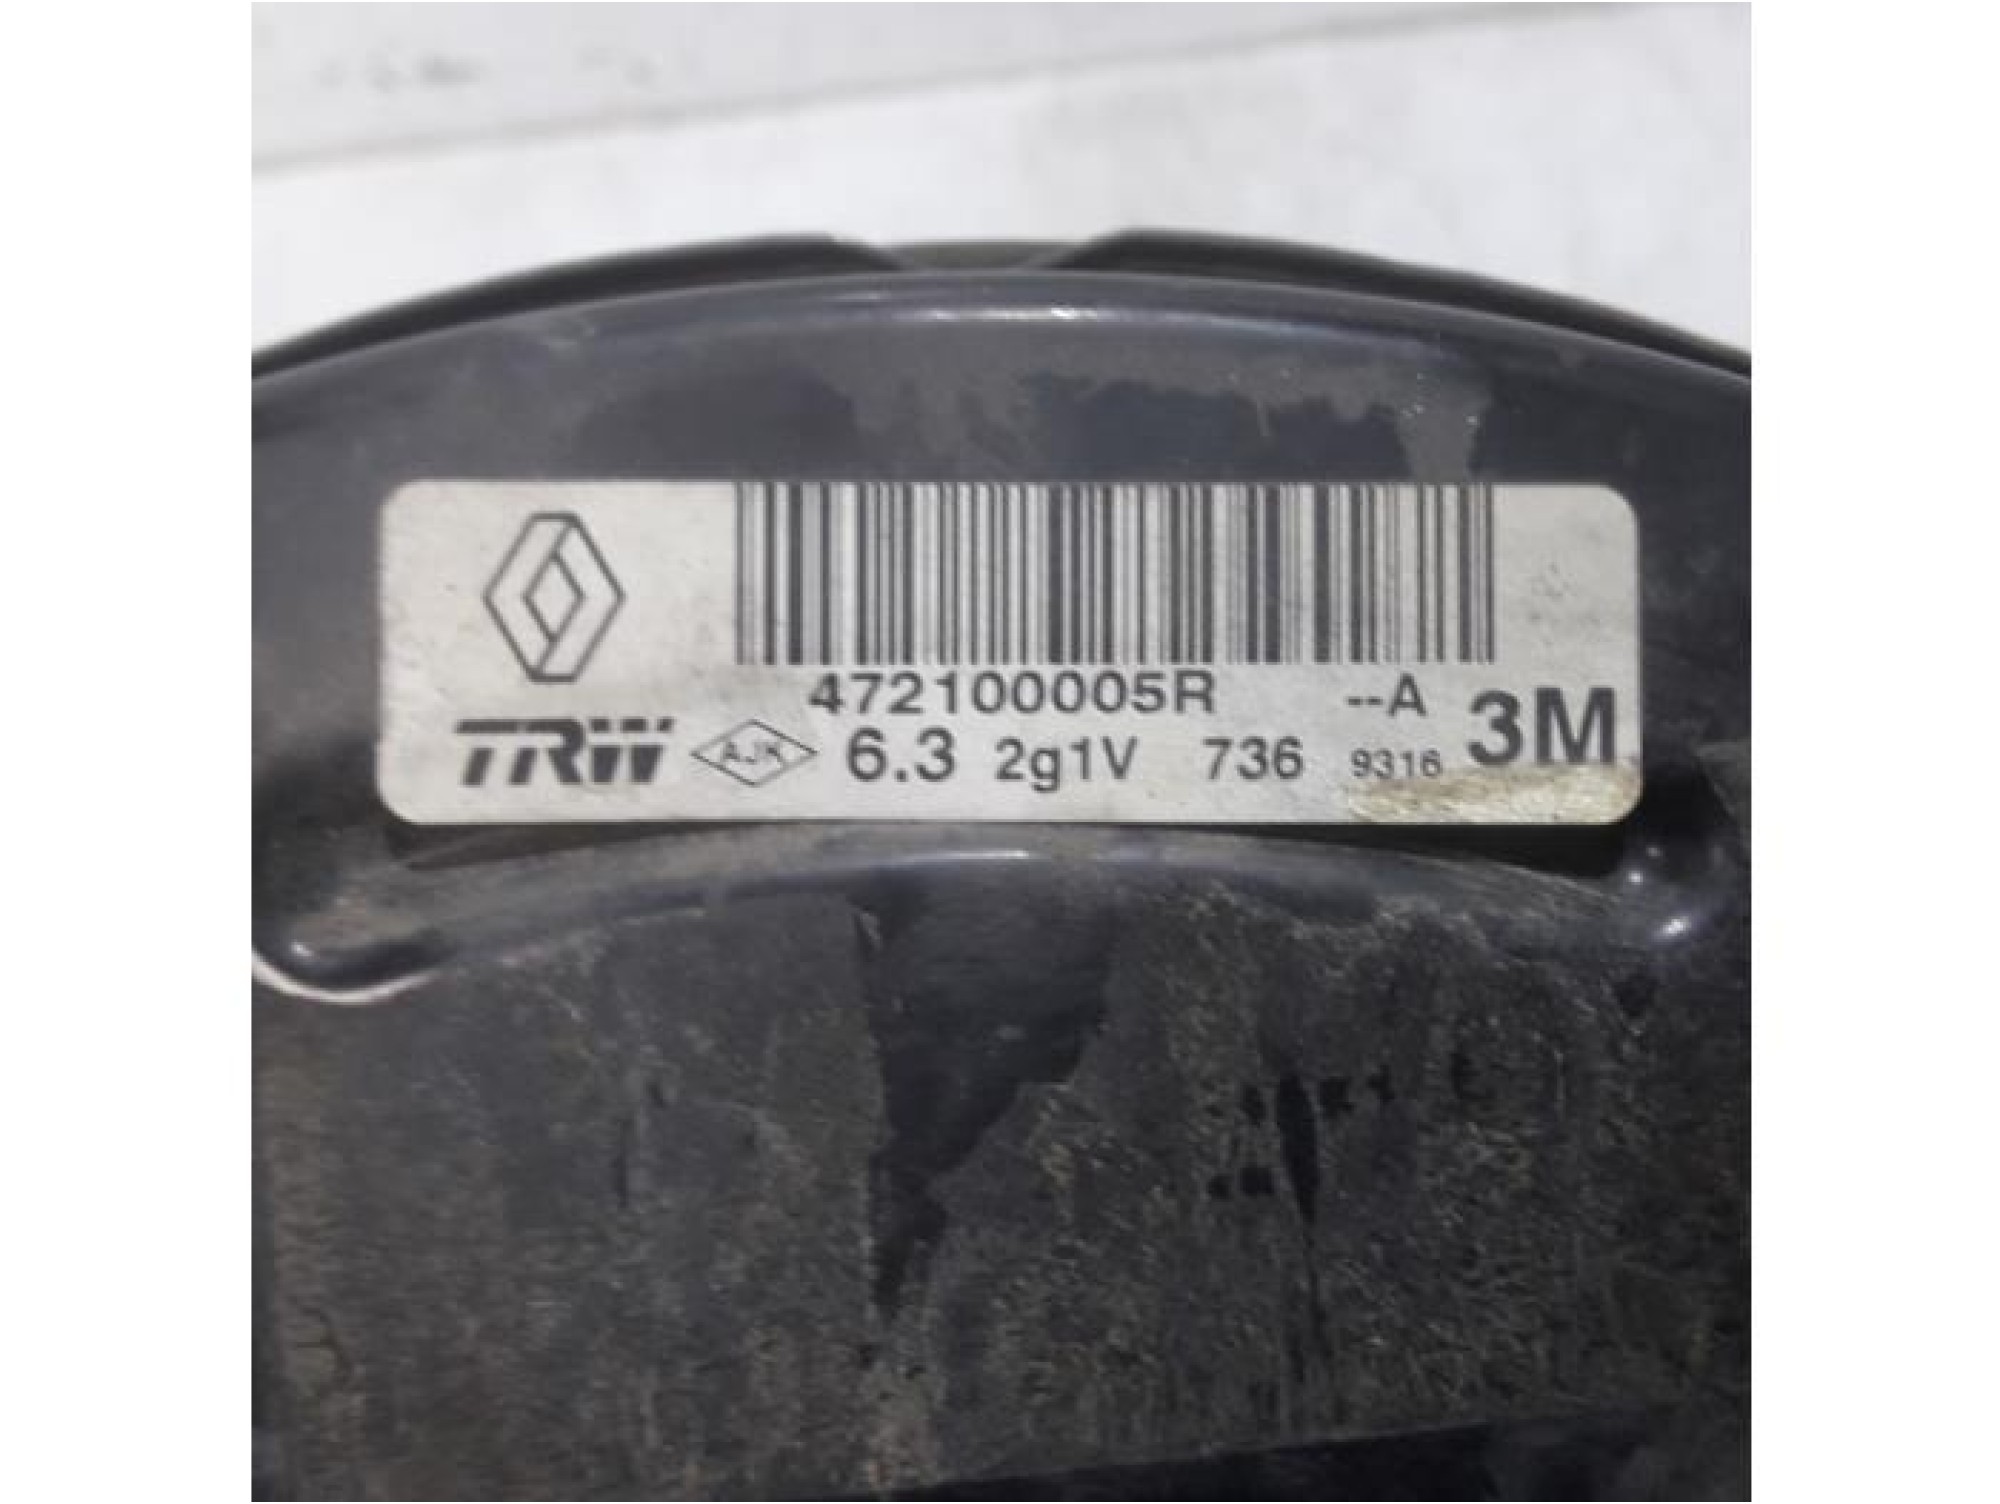 472100005R --A 3M
TRW AJK 6.3 2g1V 736 9316